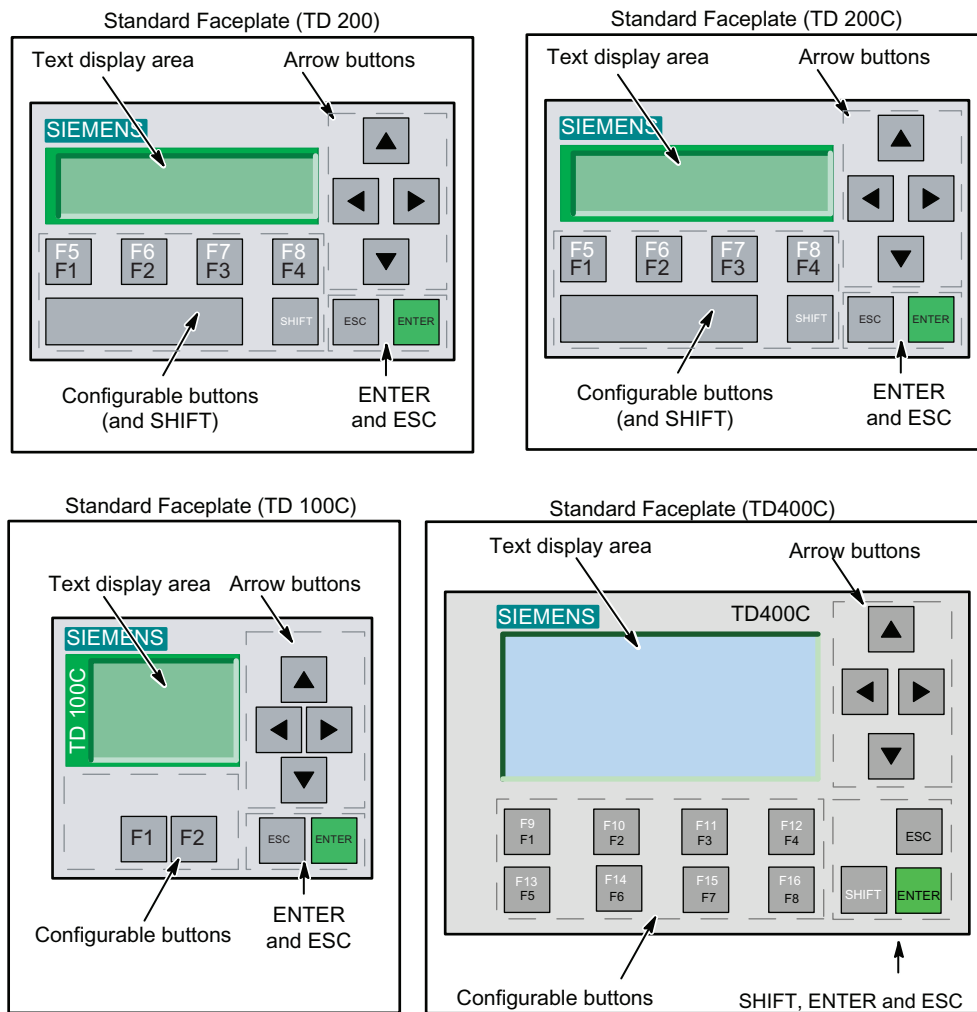 Standard Faceplate (TD 200)
Text display area
Arrow buttons
SIEMENS
F5
F1
F6
F2
F7
F3
F8
F4
SHIFT
ESC
ENTER
Configurable buttons
(and SHIFT)
ENTER
and ESC
Standard Faceplate (TD 200C)
Text display area
Arrow buttons
SIEMENS
F5
F1
F6
F2
F7
F3
F8
F4
SHIFT
ESC
ENTER
Configurable buttons
(and SHIFT)
ENTER
and ESC
Standard Faceplate (TD 100C)
Text display area
Arrow buttons
SIEMENS
TD 100C
F1
F2
ESC
ENTER
Configurable buttons
ENTER
and ESC
Standard Faceplate (TD400C)
Text display area
Arrow buttons
SIEMENS
TD400C
F9
F1
F10
F2
F11
F3
F12
F4
ESC
F13
F5
F14
F6
F15
F7
F16
F8
SHIFT
ENTER
Configurable buttons
SHIFT, ENTER and ESC